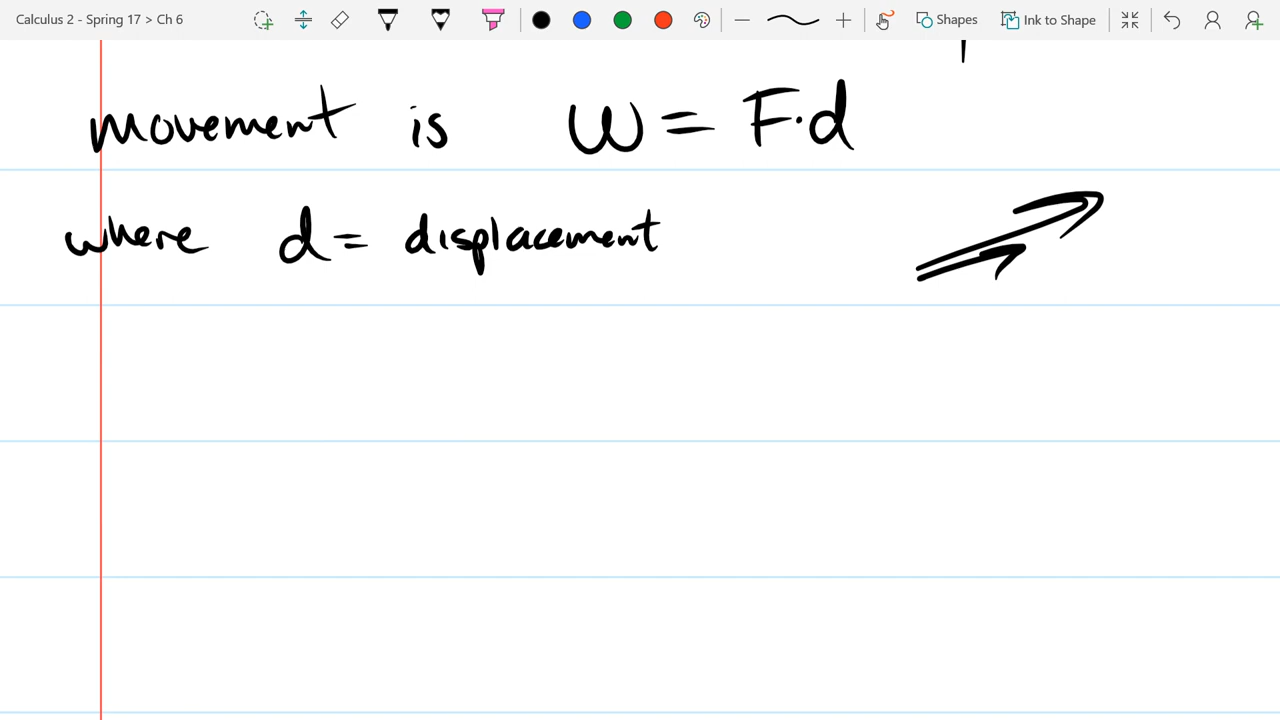 Calculus 2 - Spring 17 > Ch 6 Shapes Ink to Shape
movement is W = F·d
where d = displacement